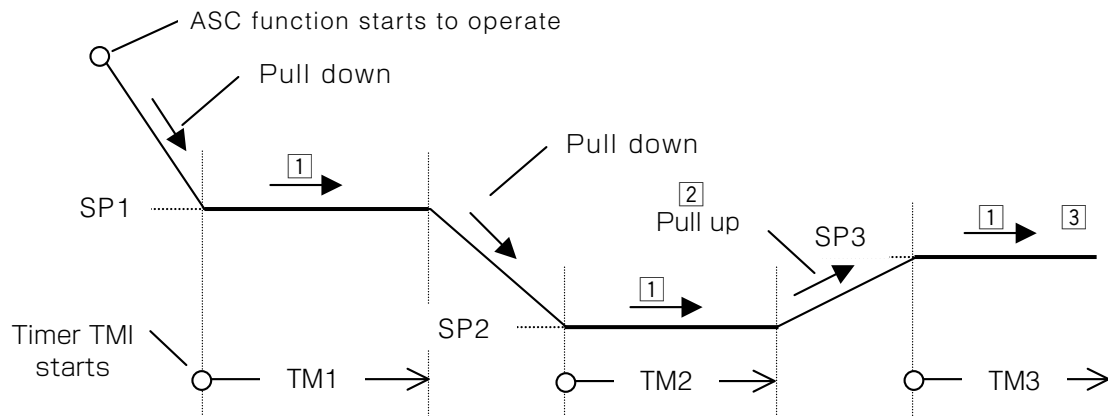 ASC function starts to operate
Pull down
Pull down
1
2
Pull up
SP3
1
3
SP1
1
SP2
Timer TMI
starts
TM1
TM2
TM3